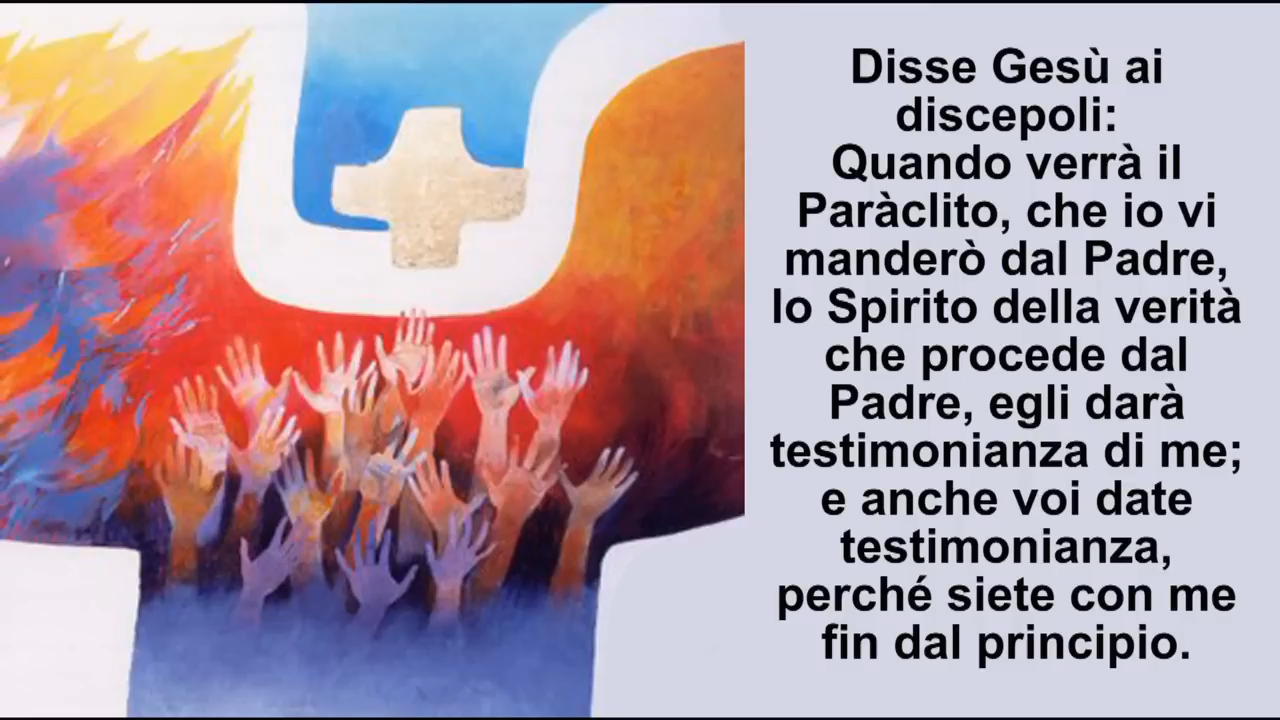 Disse Gesù ai
discepoli:
Quando verrà il
Paràclito, che io vi
manderò dal Padre,
lo Spirito della verità
che procede dal
Padre, egli darà
testimonianza di me;
e anche voi date
testimonianza,
perché siete con me
fin dal principio.